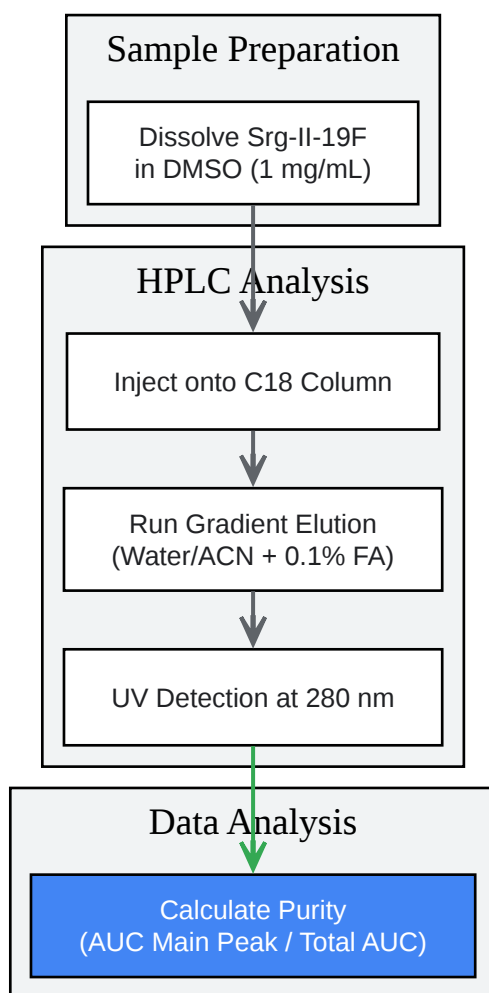 Sample Preparation
Dissolve Srg-II-19F
in DMSO (1 mg/mL)
HPLC Analysis
Inject onto C18 Column
Run Gradient Elution
(Water/ACN + 0.1% FA)
UV Detection at 280 nm
Data Analysis
Calculate Purity
(AUC Main Peak / Total AUC)